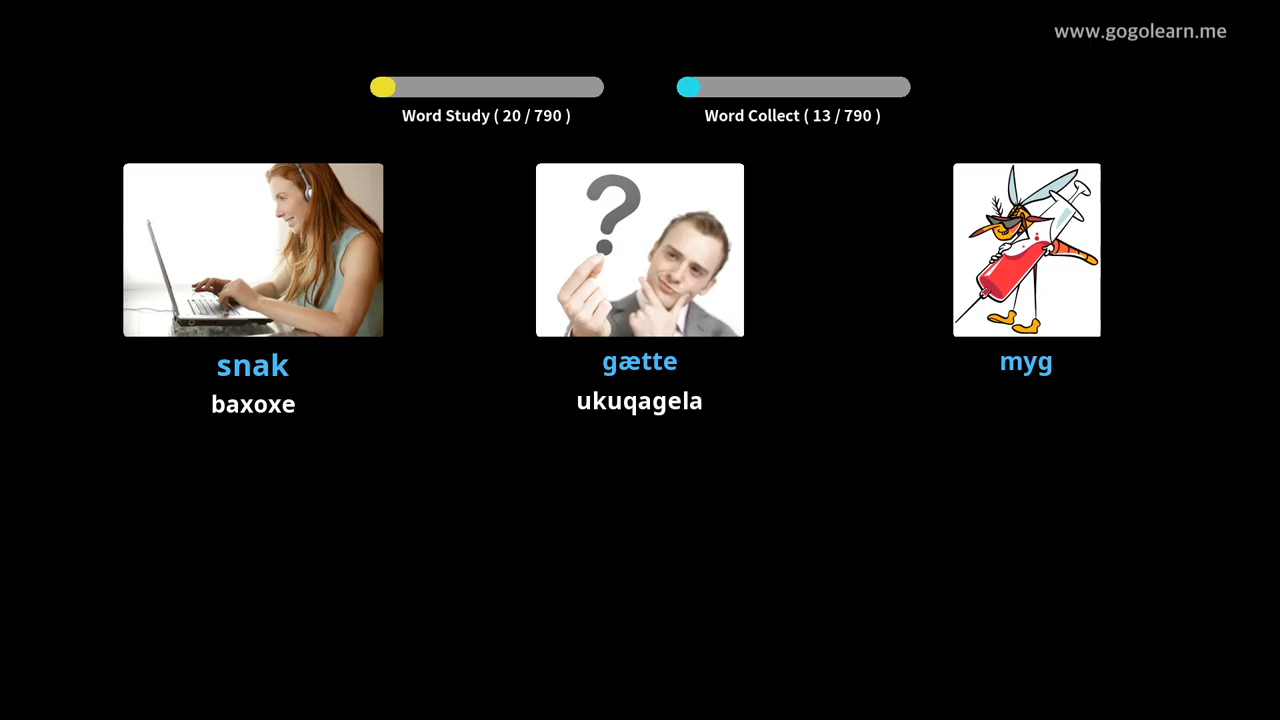 www.gogolearn.me
Word Study ( 20 / 790 )
Word Collect ( 13 / 790 )
snak
baxoxe
gætte
ukuqagela
myg